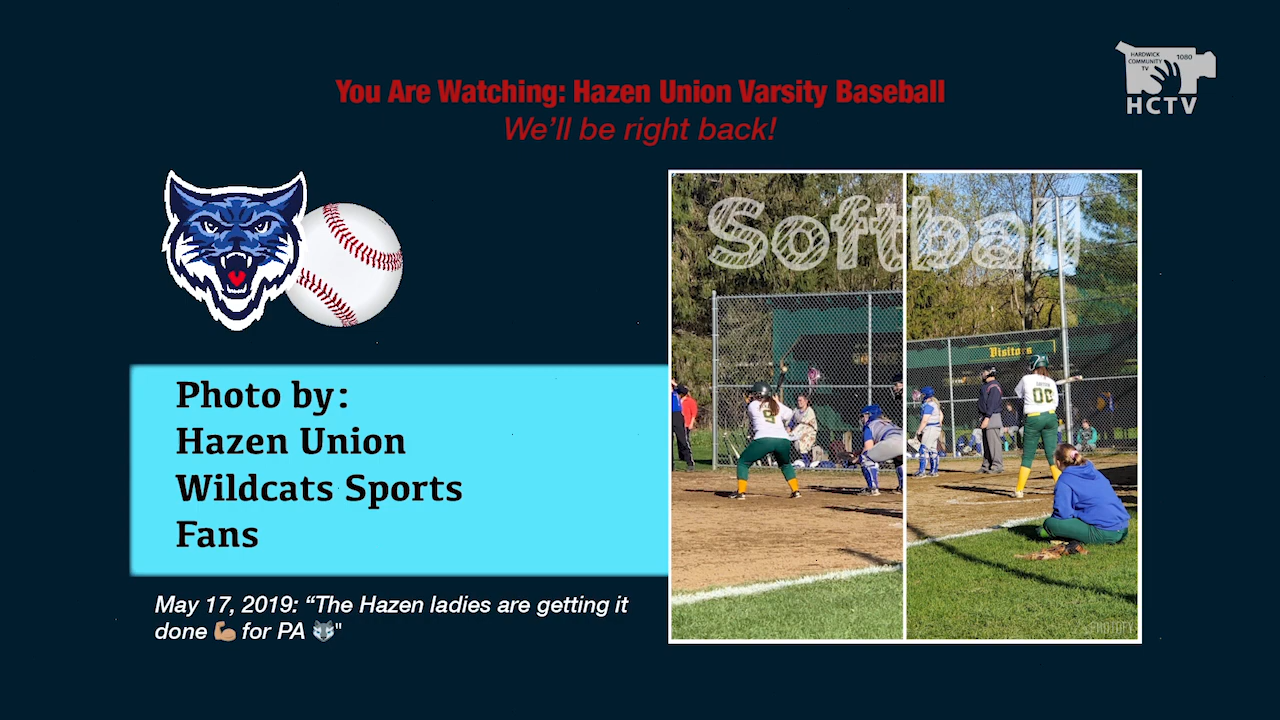 HARDWICK
COMMUNITY
TV
1080
HCTV
You Are Watching: Hazen Union Varsity Baseball
We’ll be right back!
Softball
Visitors
9
00
Photo by:
Hazen Union
Wildcats Sports
Fans
May 17, 2019: “The Hazen ladies are getting it
done 💪🏽 for PA 🐺"